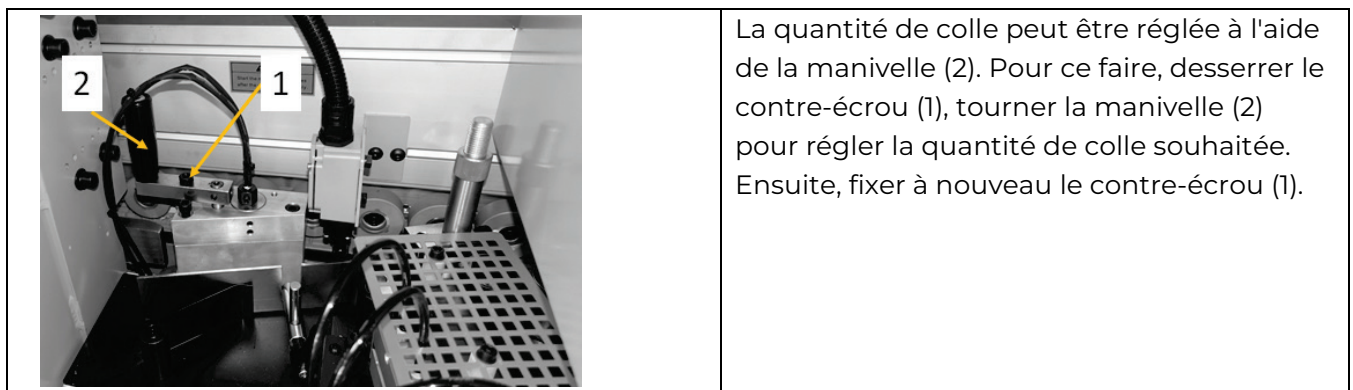 2
1
La quantité de colle peut être réglée à l'aide
de la manivelle (2). Pour ce faire, desserrer le
contre-écrou (1), tourner la manivelle (2)
pour régler la quantité de colle souhaitée.
Ensuite, fixer à nouveau le contre-écrou (1).